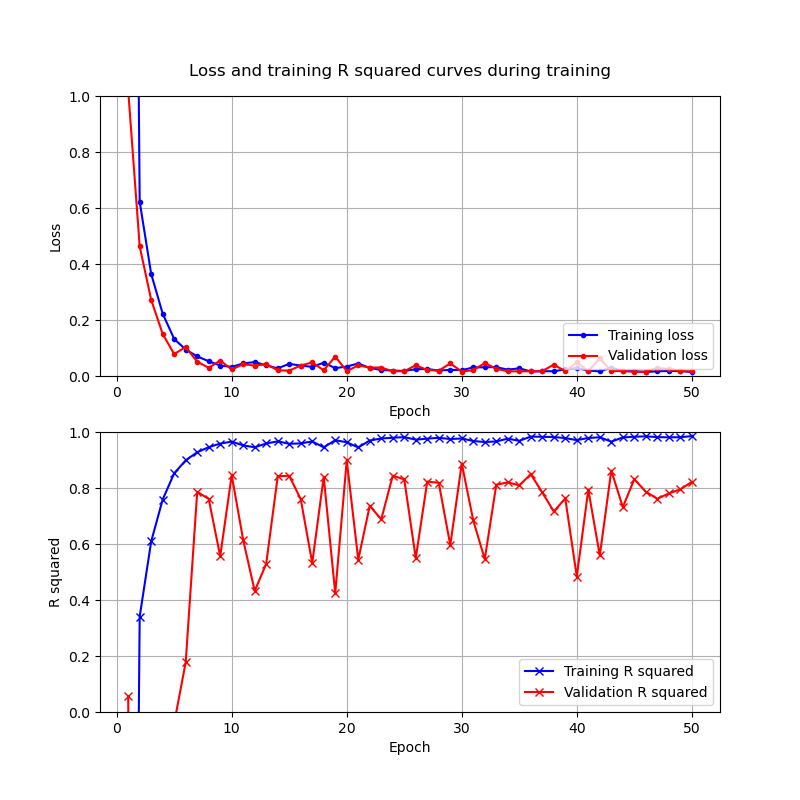 Loss and training R squared curves during training
1.0
0.8
0.6
0.4
0.2
0.0
Loss
Training loss
Validation loss
0 10 20 30 40 50
Epoch
1.0
0.8
0.6
0.4
0.2
0.0
R squared
Training R squared
Validation R squared
0 10 20 30 40 50
Epoch